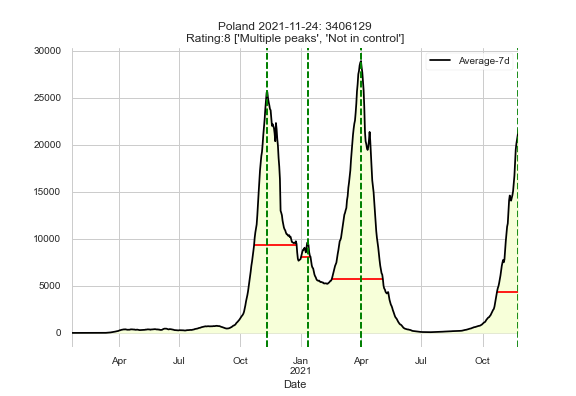 Poland 2021-11-24: 3406129
Rating:8 ['Multiple peaks', 'Not in control']
Average-7d
30000
25000
20000
15000
10000
5000
0
Apr Jul Oct Jan Apr Jul Oct
2021
Date